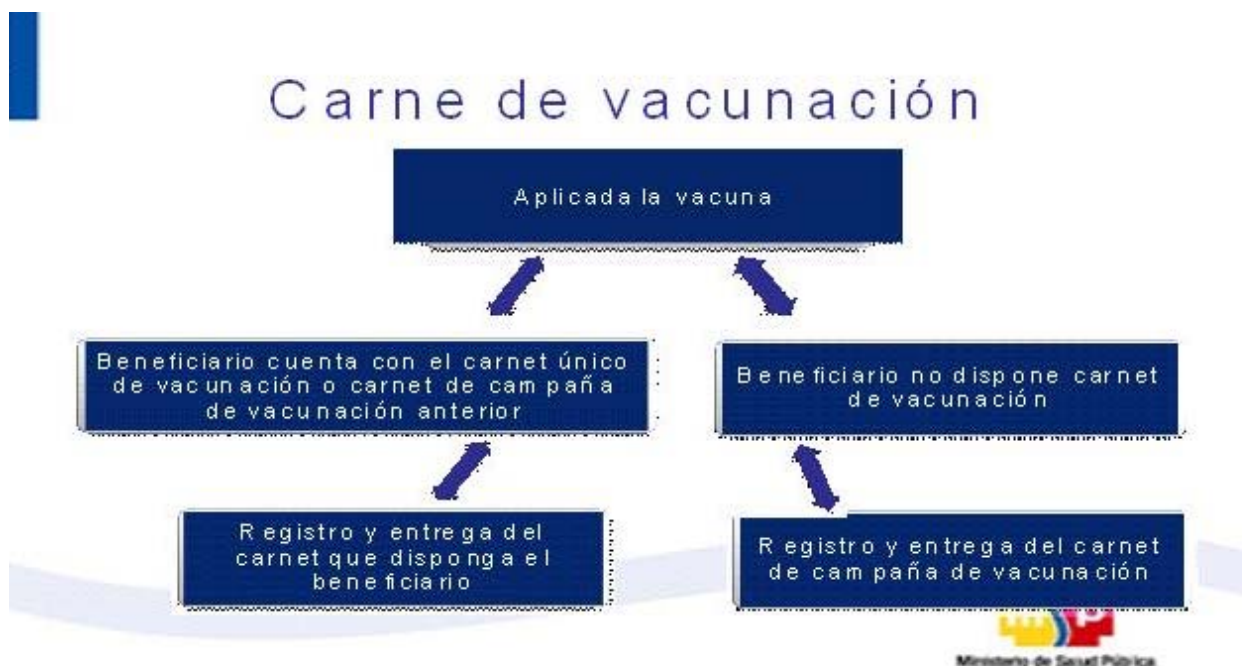 Carne de vacunación
Aplicada la vacuna
Beneficiario cuenta con el carnet único
de vacunación o carnet de campaña
de vacunación anterior
Beneficiario no dispone carnet
de vacunación
Registro y entrega del
carnet que disponga el
beneficiario
Registro y entrega del carnet
de campaña de vacunación
Ministerio de Salud Pública